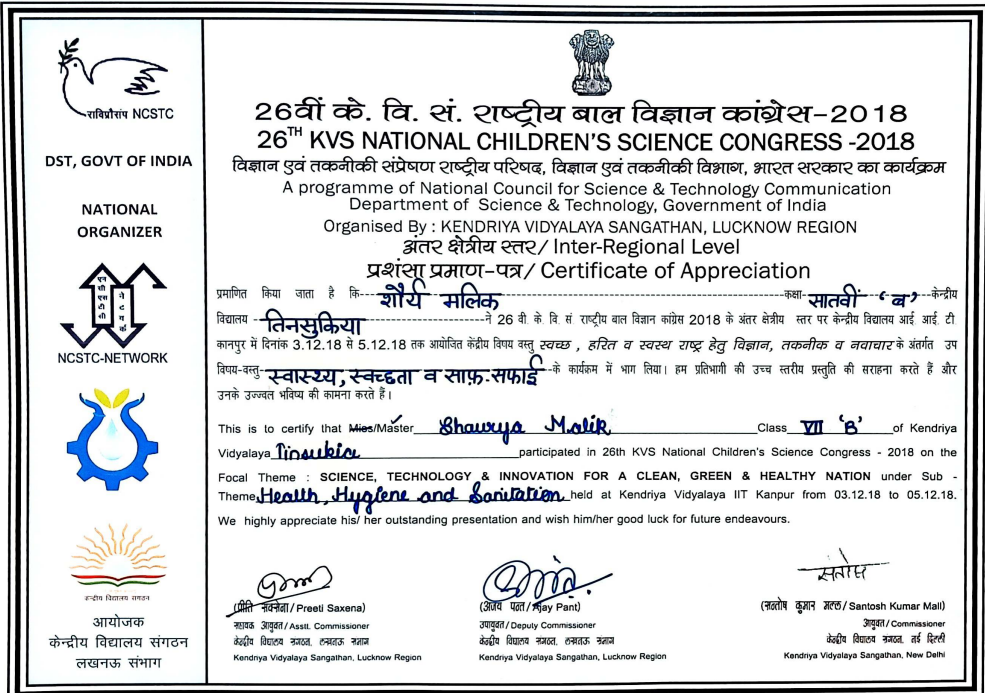 राविप्रौसंप NCSTC
DST, GOVT OF INDIA
NATIONAL
ORGANIZER
एन सी एस टी सी
नेटवर्क
NCSTC-NETWORK
केन्द्रीय विद्यालय संगठन
आयोजक
केन्द्रीय विद्यालय संगठन
लखनऊ संभाग
26वीं के. वि. सं. राष्ट्रीय बाल विज्ञान कांग्रेस-2018
26TH KVS NATIONAL CHILDREN'S SCIENCE CONGRESS -2018
विज्ञान एवं तकनीकी संप्रेषण राष्ट्रीय परिषद, विज्ञान एवं तकनीकी विभाग, भारत सरकार का कार्यक्रम
A programme of National Council for Science & Technology Communication
Department of Science & Technology, Government of India
Organised By : KENDRIYA VIDYALAYA SANGATHAN, LUCKNOW REGION
अंतर क्षेत्रीय स्तर/ Inter-Regional Level
प्रशंसा प्रमाण-पत्र/ Certificate of Appreciation
प्रमाणित किया जाता है कि शौर्य मलिक कक्षा- सातवीं 'ब' केन्द्रीय
विद्यालय तिनसुकिया ने 26 वी. के. वि. सं. राष्ट्रीय बाल विज्ञान कांग्रेस 2018 के अंतर क्षेत्रीय स्तर पर केन्द्रीय विद्यालय आई. आई. टी
कानपुर में दिनांक 3.12.18 से 5.12.18 तक आयोजित केंद्रीय विषय वस्तु स्वच्छ , हरित व स्वस्थ राष्ट्र हेतु विज्ञान, तकनीक व नवाचार के अंतर्गत उप
विषय-वस्तु- स्वास्थ्य, स्वच्छता व साफ-सफाई -के कार्यकम में भाग लिया। हम प्रतिभागी की उच्च स्तरीय प्रस्तुति की सराहना करते हैं और
उनके उज्ज्वल भविष्य की कामना करते हैं।
This is to certify that Miss/Master Shaurya Malik Class VII 'B' of Kendriya
Vidyalaya Tinsukia participated in 26th KVS National Children's Science Congress - 2018 on the
Focal Theme : SCIENCE, TECHNOLOGY & INNOVATION FOR A CLEAN, GREEN & HEALTHY NATION under Sub -
Theme Health, Hygiene and Sanitation held at Kendriya Vidyalaya IIT Kanpur from 03.12.18 to 05.12.18.
We highly appreciate his/ her outstanding presentation and wish him/her good luck for future endeavours.
संतोष
(प्रीति सक्सेना/ Preeti Saxena)
सहायक आयुक्त/ Asstt. Commissioner
केन्द्रीय विद्यालय संगठन, लखनऊ संभाग
Kendriya Vidyalaya Sangathan, Lucknow Region
(अजय पन्त/ Ajay Pant)
उपायुक्त/ Deputy Commissioner
केन्द्रीय विद्यालय संगठन, लखनऊ संभाग
Kendriya Vidyalaya Sangathan, Lucknow Region
(सन्तोष कुमार मल्ल/ Santosh Kumar Mall)
आयुक्त/ Commissioner
केन्द्रीय विद्यालय संगठन, नई दिल्ली
Kendriya Vidyalaya Sangathan, New Delhi